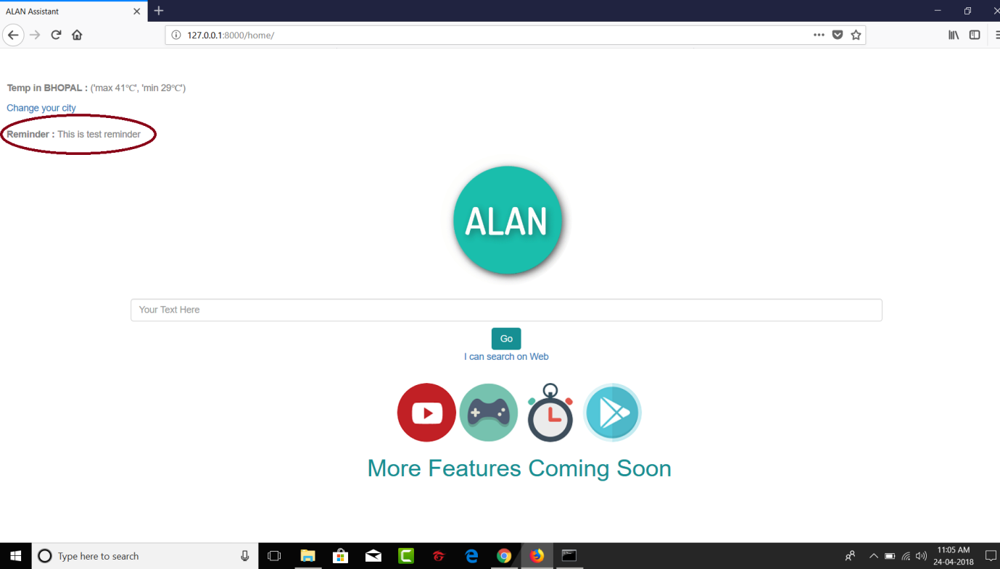 ALAN Assistant
127.0.0.1:8000/home/
Temp in BHOPAL : ('max 41℃', 'min 29℃')
Change your city
Reminder : This is test reminder
ALAN
Your Text Here
Go
I can search on Web
More Features Coming Soon
Type here to search
11:05 AM
24-04-2018